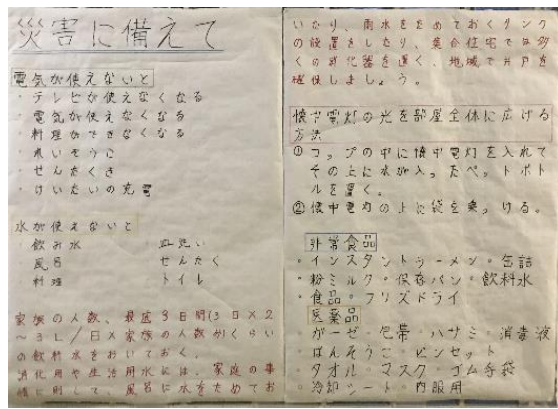 災害に備えて
電気が使えないと
・テレビが使えなくなる
・電気が使えなくなる
・料理ができなくなる
・れいぞうこ
・せんたくき
・けいたいの充電
水が使えないと
・飲お水 ・皿洗い
・風呂 せんたく
・料理 トイレ
家族の人数、最低3日間(3日×2
～3L/日×家族の人数分)くらい
の飲料水をおいておく。
消化用や生活用水には、家庭の事
情に則して、風呂に水をためてお
いたり、雨水をためておくタンク
の設置をしたり、集合住宅では多
くの消化器を置く、地域で井戸を
確保しましょう。
懐中電灯の光を部屋全体に広げる
方法
①コップの中に懐中電灯を入れて
その上に水が入ったペットボト
ルを置く。
②懐中電灯の上に袋を乗っける。
非常食品
・インスタントラーメン・缶詰
・粉ミルク・保存パン・飲料水
・食品・フリズドライ
医薬品
ガーゼ・包帯・ハサミ・消毒液
・ばんそうこ・ピンセット
・タオル・マスク・ゴム手袋
・冷却シート・内服用